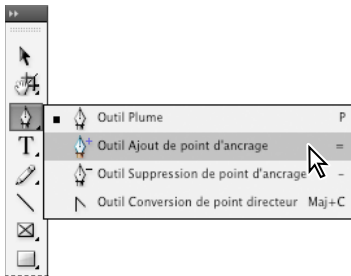 Outil Plume P
Outil Ajout de point d'ancrage =
Outil Suppression de point d'ancrage -
Outil Conversion de point directeur Maj+C